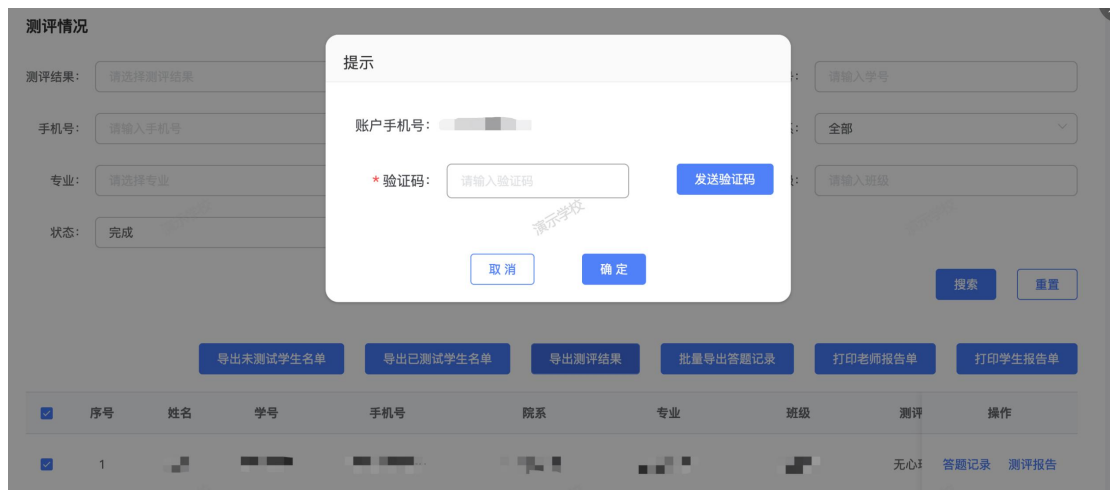 测评情况
提示
测评结果： 请选择测评结果 请输入学号
账户手机号：
手机号： 请输入手机号 全部
* 验证码： 请输入验证码 发送验证码
专业： 请选择专业 请输入班级
演示学校
状态： 完成
取消 确定
搜索 重置
导出未测试学生名单 导出已测试学生名单 导出测评结果 批量导出答题记录 打印老师报告单 打印学生报告单
序号 姓名 学号 手机号 院系 专业 班级 测评 操作
1 无心 答题记录 测评报告